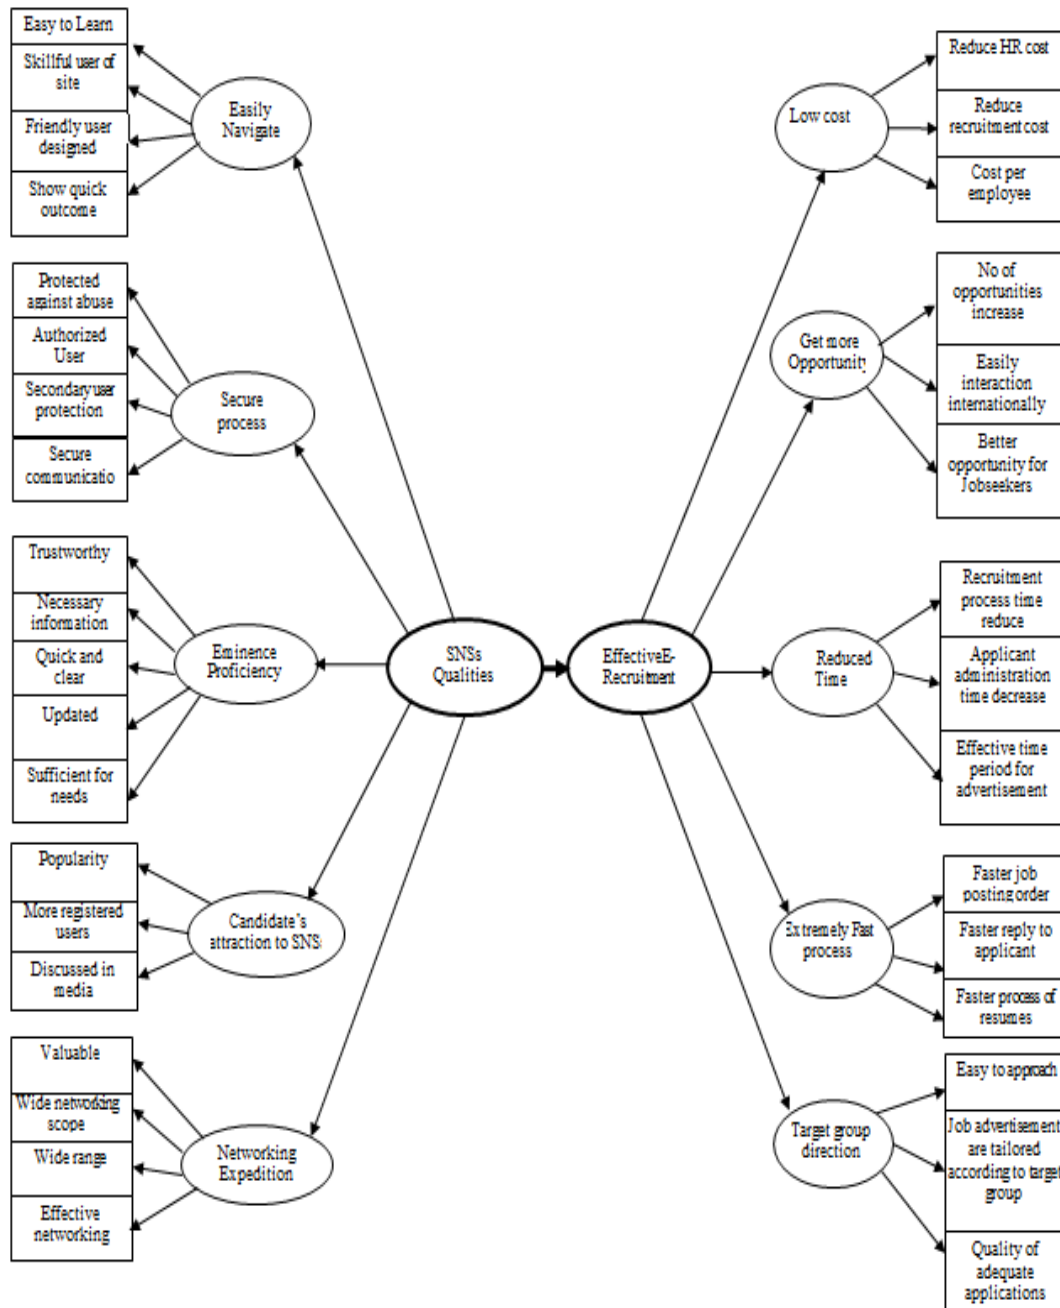 Easy to Learn
Skillful user of
site
Friendly user
designed
Show quick
outcome
Easily
Navigate
Protected
against abuse
Authorized
User
Secondary user
protection
Secure
communicatio
Secure
process
Trustworthy
Necessary
information
Quick and
clear
Updated
Sufficient for
needs
Eminence
Proficiency
Popularity
More registered
users
Discussed in
media
Candidate's
attraction to SNS
Valuable
Wide networking
scope
Wide range
Effective
networking
Networking
Expedition
SNSs
Qualities
EffectiveE-
Recruitment
Low cost
Reduce HR cost
Reduce
recruitment cost
Cost per
employee
Get more
Opportunity
No of
opportunities
increase
Easily
interaction
internationally
Better
opportunity for
Jobseekers
Reduced
Time
Recruitment
process time
reduce
Applicant
administration
time decrease
Effective time
period for
advertisement
Extremely Fast
process
Faster job
posting order
Faster reply to
applicant
Faster process of
resumes
Target group
direction
Easy to approach
Job advertisement
are tailored
according to target
group
Quality of
adequate
applications